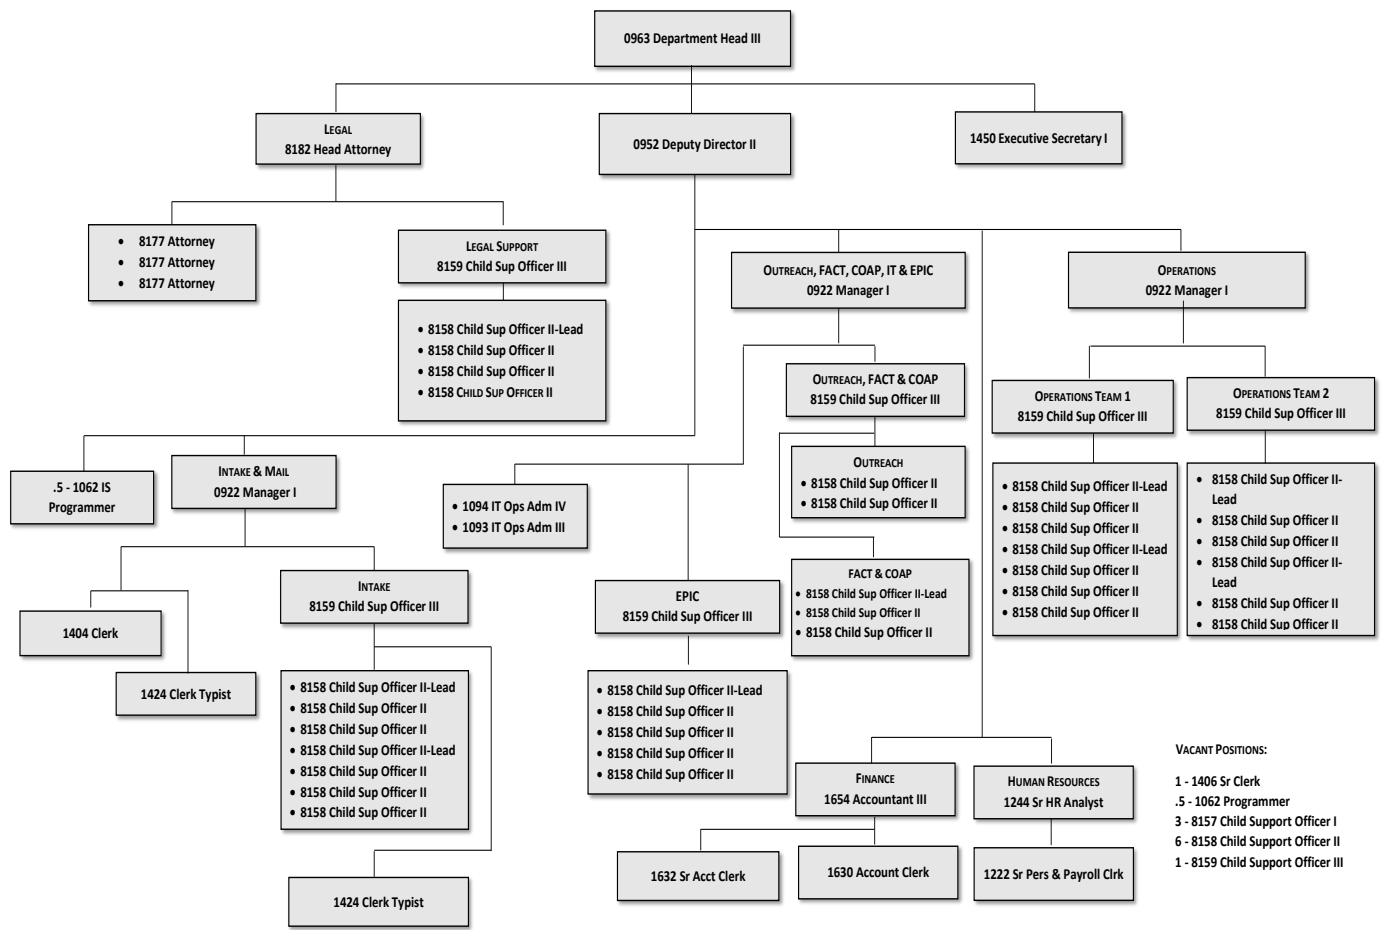 0963 Department Head III
LEGAL
8182 Head Attorney
0952 Deputy Director II
1450 Executive Secretary I
• 8177 Attorney
• 8177 Attorney
• 8177 Attorney
LEGAL SUPPORT
8159 Child Sup Officer III
• 8158 Child Sup Officer II-Lead
• 8158 Child Sup Officer II
• 8158 Child Sup Officer II
• 8158 CHILD SUP OFFICER II
OUTREACH, FACT, COAP, IT & EPIC
0922 Manager I
OPERATIONS
0922 Manager I
OUTREACH, FACT & COAP
8159 Child Sup Officer III
OPERATIONS TEAM 1
8159 Child Sup Officer III
OPERATIONS TEAM 2
8159 Child Sup Officer III
.5 - 1062 IS
Programmer
INTAKE & MAIL
0922 Manager I
• 1094 IT Ops Adm IV
• 1093 IT Ops Adm III
OUTREACH
• 8158 Child Sup Officer II
• 8158 Child Sup Officer II
• 8158 Child Sup Officer II-Lead
• 8158 Child Sup Officer II
• 8158 Child Sup Officer II
• 8158 Child Sup Officer II-Lead
• 8158 Child Sup Officer II
• 8158 Child Sup Officer II
• 8158 Child Sup Officer II
• 8158 Child Sup Officer II-
Lead
• 8158 Child Sup Officer II
• 8158 Child Sup Officer II
• 8158 Child Sup Officer II-
Lead
• 8158 Child Sup Officer II
• 8158 Child Sup Officer II
1404 Clerk
1424 Clerk Typist
INTAKE
8159 Child Sup Officer III
EPIC
8159 Child Sup Officer III
FACT & COAP
• 8158 Child Sup Officer II-Lead
• 8158 Child Sup Officer II
• 8158 Child Sup Officer II
• 8158 Child Sup Officer II-Lead
• 8158 Child Sup Officer II
• 8158 Child Sup Officer II
• 8158 Child Sup Officer II-Lead
• 8158 Child Sup Officer II
• 8158 Child Sup Officer II
• 8158 Child Sup Officer II
• 8158 Child Sup Officer II-Lead
• 8158 Child Sup Officer II
• 8158 Child Sup Officer II
• 8158 Child Sup Officer II
• 8158 Child Sup Officer II
1424 Clerk Typist
FINANCE
1654 Accountant III
HUMAN RESOURCES
1244 Sr HR Analyst
1632 Sr Acct Clerk
1630 Account Clerk
1222 Sr Pers & Payroll Clrk
VACANT POSITIONS:
1 - 1406 Sr Clerk
.5 - 1062 Programmer
3 - 8157 Child Support Officer I
6 - 8158 Child Support Officer II
1 - 8159 Child Support Officer III